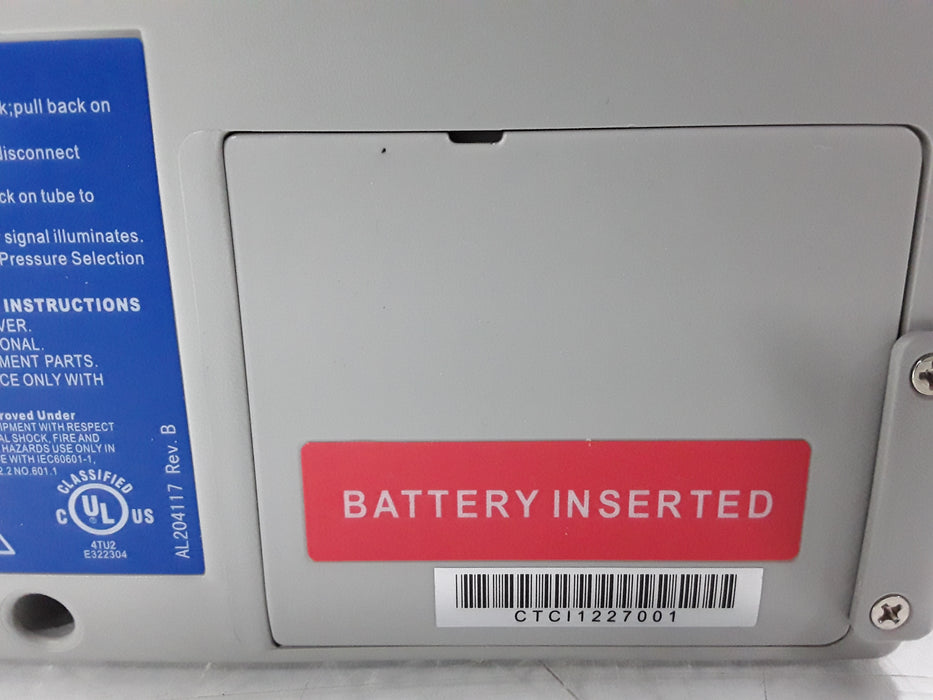 k;pull back on
disconnect
ck on tube to
signal illuminates.
Pressure Selection
INSTRUCTIONS
VER.
ONAL.
MENT PARTS.
CE ONLY WITH
roved Under
IPMENT WITH RESPECT
AL SHOCK, FIRE AND
HAZARDS USE ONLY IN
E WITH IEC60601-1,
2.2 NO.601.1
CLASSIFIED
C UL ® US
4TU2
E322304
AL204117 Rev. B
BATTERY INSERTED
CTCI1227001